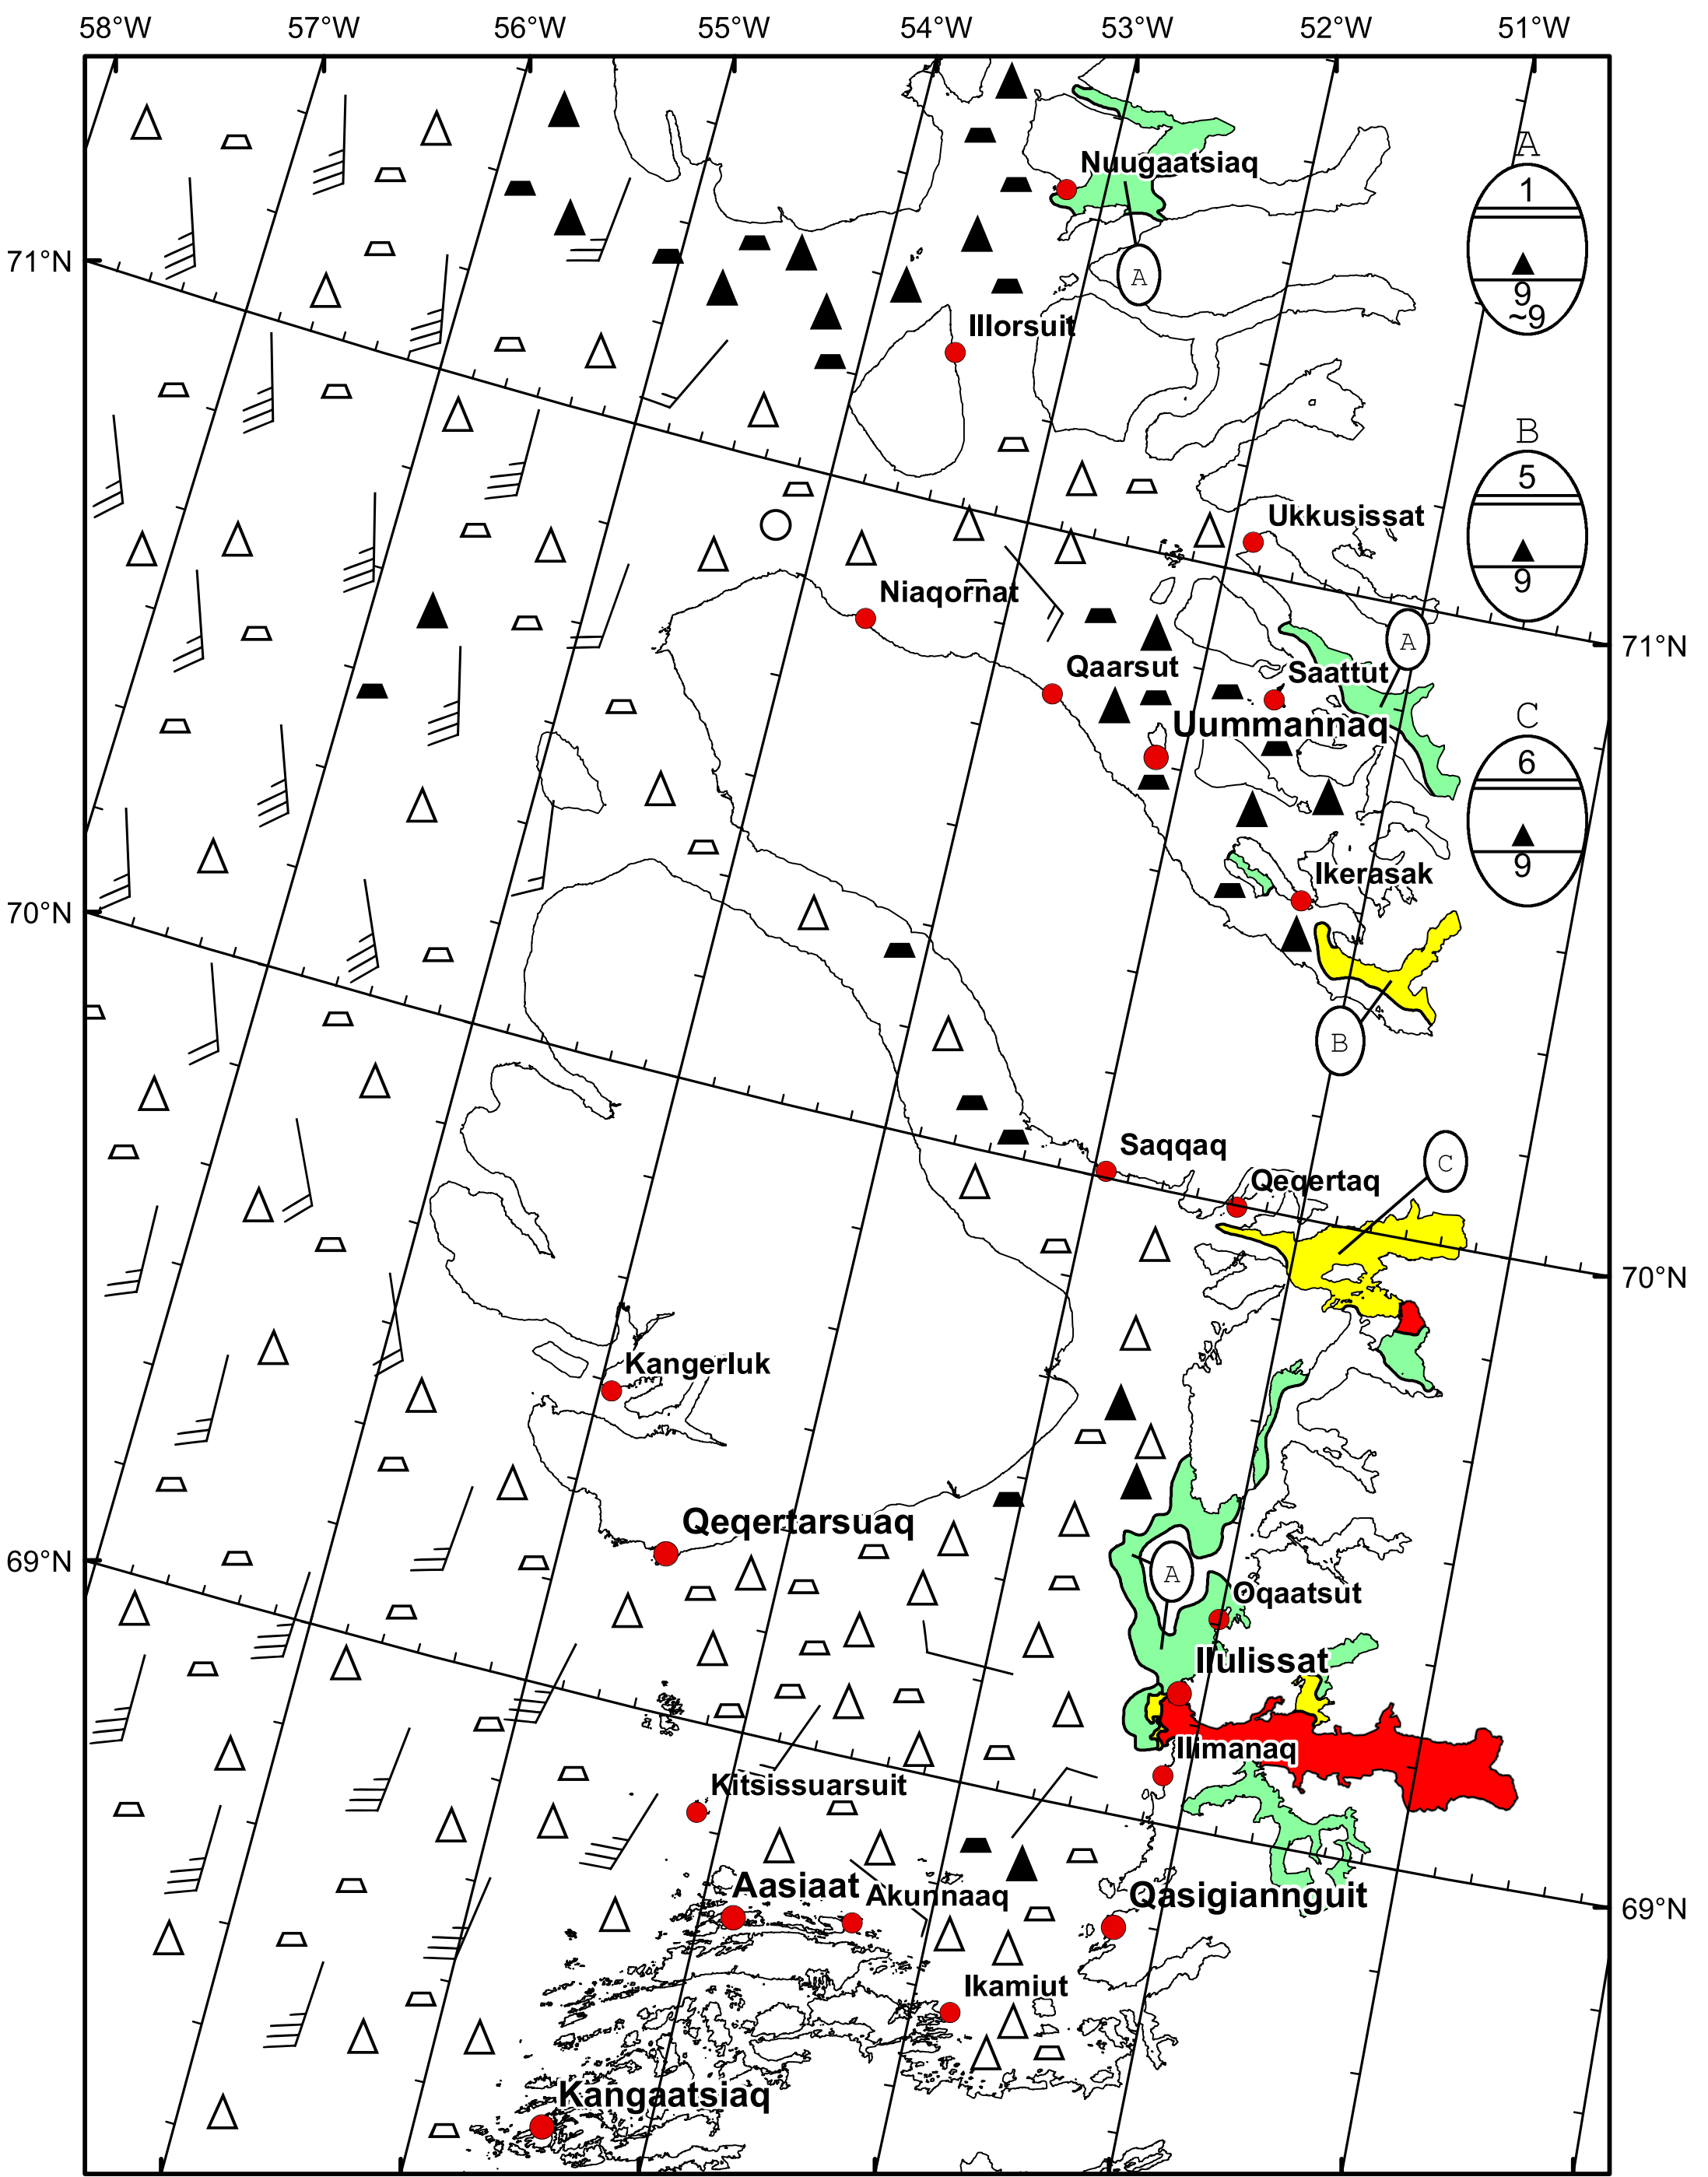 58°W 57°W 56°W 55°W 54°W 53°W 52°W 51°W
A
1
Nuugaatsiaq
71°N
A
9
~9
Illorsuit
B
5
Ukkusissat
9
Niaqornat
A
71°N
Qaarsut
Saattut
Uummannaq
C
6
Ikerasak
9
70°N
B
Saqqaq
C
Qeqertaq
70°N
Kangerluk
Qeqertarsuaq
69°N
A
Oqaatsut
Ilulissat
Ilimanaq
Kitsissuarsuit
Aasiaat
Akunnaaq
Qasigiannguit
69°N
Ikamiut
Kangaatsiaq